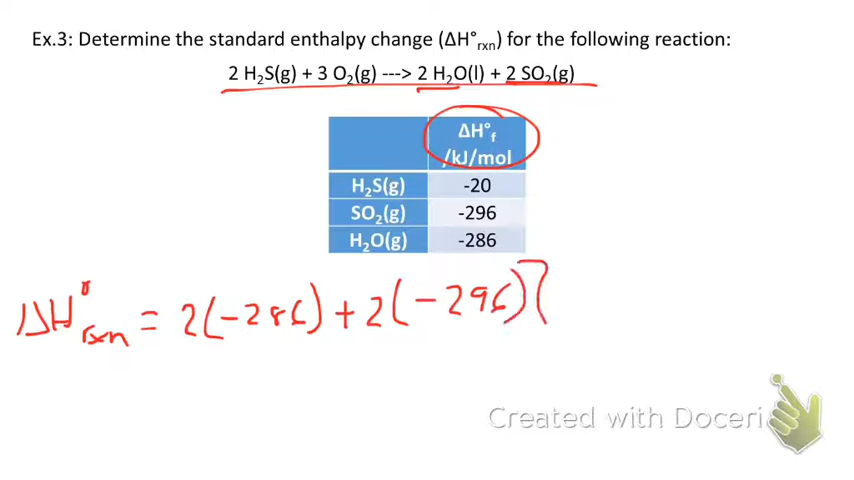 Ex.3: Determine the standard enthalpy change (ΔH°rxn) for the following reaction:
2 H₂S(g) + 3 O₂(g) ---> 2 H₂O(l) + 2 SO₂(g)
ΔH°f
/kJ/mol
H₂S(g) -20
SO₂(g) -296
H₂O(g) -286
ΔH°rxn = 2(-286) + 2(-296)
Created with Doceri